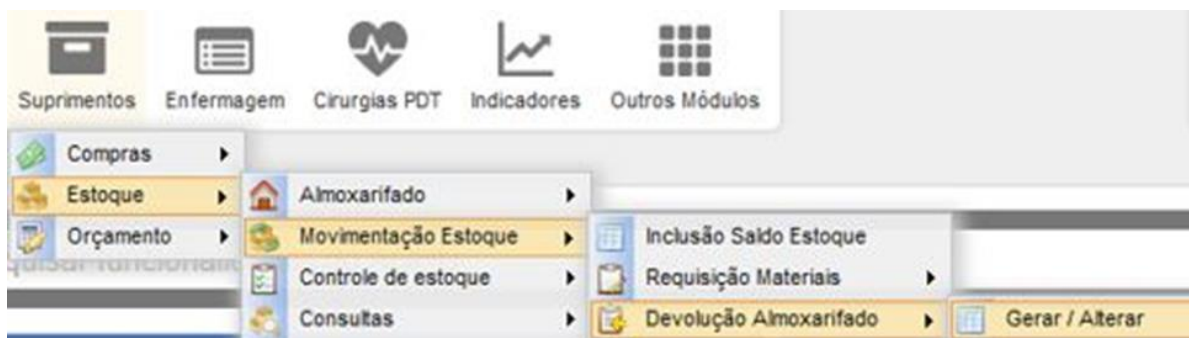 Suprimentos Enfermagem Cirurgias PDT Indicadores Outros Módulos
Compras
Estoque Almoxarifado
Orçamento Movimentação Estoque Inclusão Saldo Estoque
Controle de estoque Requisição Materiais
Consultas Devolução Almoxarifado Gerar / Alterar